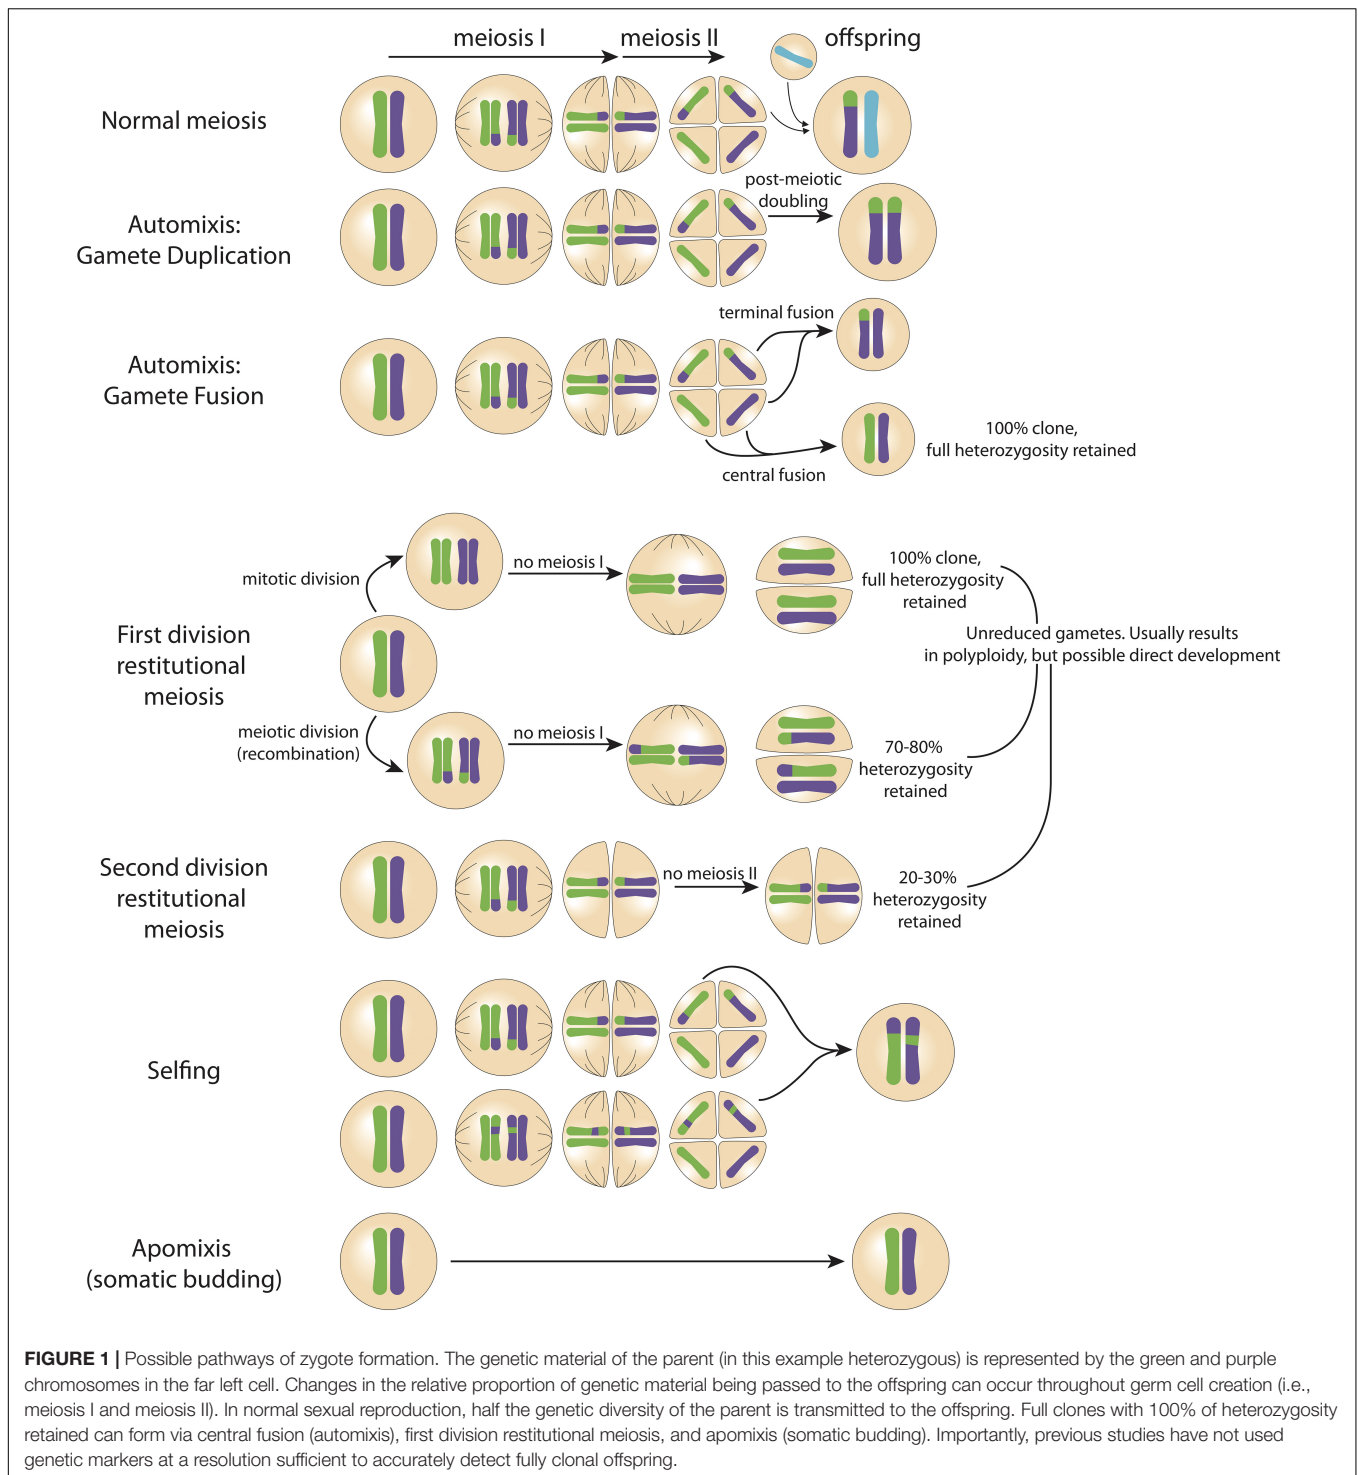 meiosis I
meiosis II
offspring
Normal meiosis
post-meiotic
doubling
Automixis:
Gamete Duplication
terminal fusion
Automixis:
Gamete Fusion
100% clone,
full heterozygosity retained
central fusion
no meiosis I
mitotic division
100% clone,
full heterozygosity
retained
First division
restitutional
meiosis
Unreduced gametes. Usually results
in polyploidy, but possible direct development
meiotic division
(recombination)
no meiosis I
70-80%
heterozygosity
retained
Second division
restitutional
meiosis
no meiosis II
20-30%
heterozygosity
retained
Selfing
Apomixis
(somatic budding)
FIGURE 1 | Possible pathways of zygote formation. The genetic material of the parent (in this example heterozygous) is represented by the green and purple
chromosomes in the far left cell. Changes in the relative proportion of genetic material being passed to the offspring can occur throughout germ cell creation (i.e.,
meiosis I and meiosis II). In normal sexual reproduction, half the genetic diversity of the parent is transmitted to the offspring. Full clones with 100% of heterozygosity
retained can form via central fusion (automixis), first division restitutional meiosis, and apomixis (somatic budding). Importantly, previous studies have not used
genetic markers at a resolution sufficient to accurately detect fully clonal offspring.